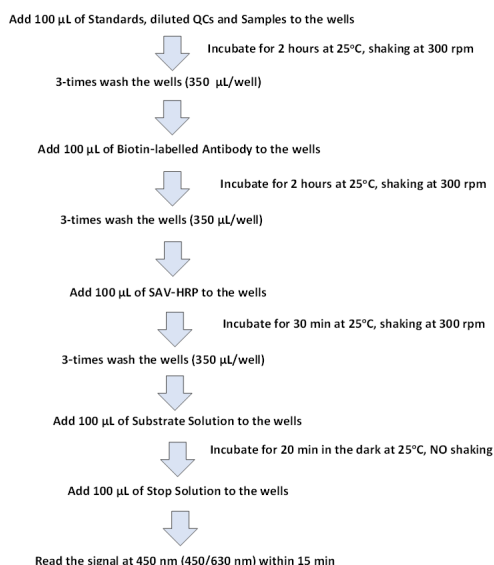 Add 100 µL of Standards, diluted QCs and Samples to the wells
Incubate for 2 hours at 25°C, shaking at 300 rpm
3-times wash the wells (350 µL/well)
Add 100 µL of Biotin-labelled Antibody to the wells
Incubate for 2 hours at 25°C, shaking at 300 rpm
3-times wash the wells (350 µL/well)
Add 100 µL of SAV-HRP to the wells
Incubate for 30 min at 25°C, shaking at 300 rpm
3-times wash the wells (350 µL/well)
Add 100 µL of Substrate Solution to the wells
Incubate for 20 min in the dark at 25°C, NO shaking
Add 100 µL of Stop Solution to the wells
Read the signal at 450 nm (450/630 nm) within 15 min